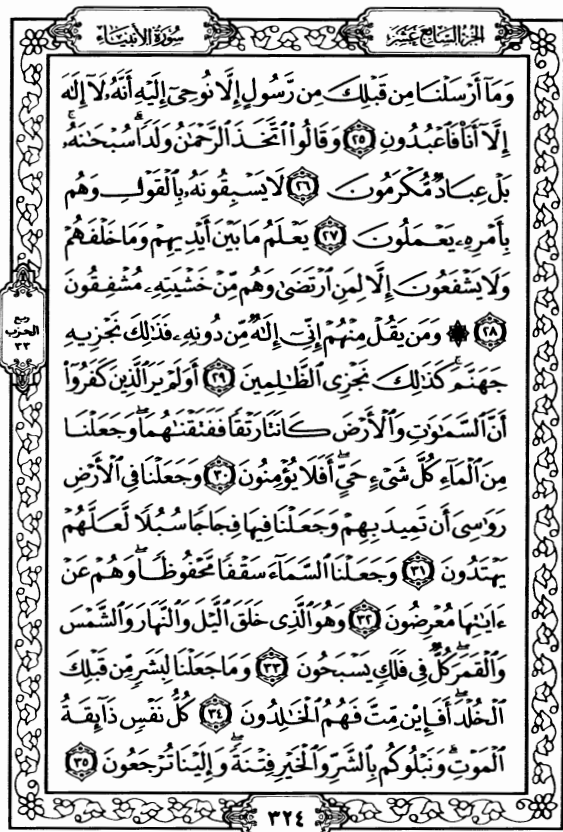 الجزء السابع عشر
سورة الأنبياء
وَمَآ أَرْسَلْنَا مِن قَبْلِكَ مِن رَّسُولٍ إِلَّا نُوحِىٓ إِلَيْهِ أَنَّهُۥ لَآ إِلَٰهَ
إِلَّآ أَنَا۠ فَٱعْبُدُونِ ٢٥ وَقَالُوا۟ ٱتَّخَذَ ٱلرَّحْمَٰنُ وَلَدًا ۗ سُبْحَٰنَهُۥ ۚ
بَلْ عِبَادٌ مُّكْرَمُونَ ٢٦ لَا يَسْبِقُونَهُۥ بِٱلْقَوْلِ وَهُم
بِأَمْرِهِۦ يَعْمَلُونَ ٢٧ يَعْلَمُ مَا بَيْنَ أَيْدِيهِمْ وَمَا خَلْفَهُمْ
وَلَا يَشْفَعُونَ إِلَّا لِمَنِ ٱرْتَضَىٰ وَهُم مِّنْ خَشْيَتِهِۦ مُشْفِقُونَ
٢٨ ۞ وَمَن يَقُلْ مِنْهُمْ إِنِّىٓ إِلَٰهٌ مِّن دُونِهِۦ فَذَٰلِكَ نَجْزِيهِ
جَهَنَّمَ ۚ كَذَٰلِكَ نَجْزِى ٱلظَّٰلِمِينَ ٢٩ أَوَلَمْ يَرَ ٱلَّذِينَ كَفَرُوٓا۟
أَنَّ ٱلسَّمَٰوَٰتِ وَٱلْأَرْضَ كَانَتَا رَتْقًا فَفَتَقْنَٰهُمَا ۖ وَجَعَلْنَا
مِنَ ٱلْمَآءِ كُلَّ شَىْءٍ حَىٍّ ۖ أَفَلَا يُؤْمِنُونَ ٣٠ وَجَعَلْنَا فِى ٱلْأَرْضِ
رَوَٰسِىَ أَن تَمِيدَ بِهِمْ وَجَعَلْنَا فِيهَا فِجَاجًا سُبُلًا لَّعَلَّهُمْ
يَهْتَدُونَ ٣١ وَجَعَلْنَا ٱلسَّمَآءَ سَقْفًا مَّحْفُوظًا ۖ وَهُمْ عَنْ
ءَايَٰتِهَا مُعْرِضُونَ ٣٢ وَهُوَ ٱلَّذِى خَلَقَ ٱلَّيْلَ وَٱلنَّهَارَ وَٱلشَّمْسَ
وَٱلْقَمَرَ ۖ كُلٌّ فِى فَلَكٍ يَسْبَحُونَ ٣٣ وَمَا جَعَلْنَا لِبَشَرٍ مِّن قَبْلِكَ
ٱلْخُلْدَ ۖ أَفَإِي۟ن مِّتَّ فَهُمُ ٱلْخَٰلِدُونَ ٣٤ كُلُّ نَفْسٍ ذَآئِقَةُ
ٱلْمَوْتِ ۗ وَنَبْلُوكُم بِٱلشَّرِّ وَٱلْخَيْرِ فِتْنَةً ۖ وَإِلَيْنَا تُرْجَعُونَ ٣٥
ربع
الحزب
٣٣
٣٢٤